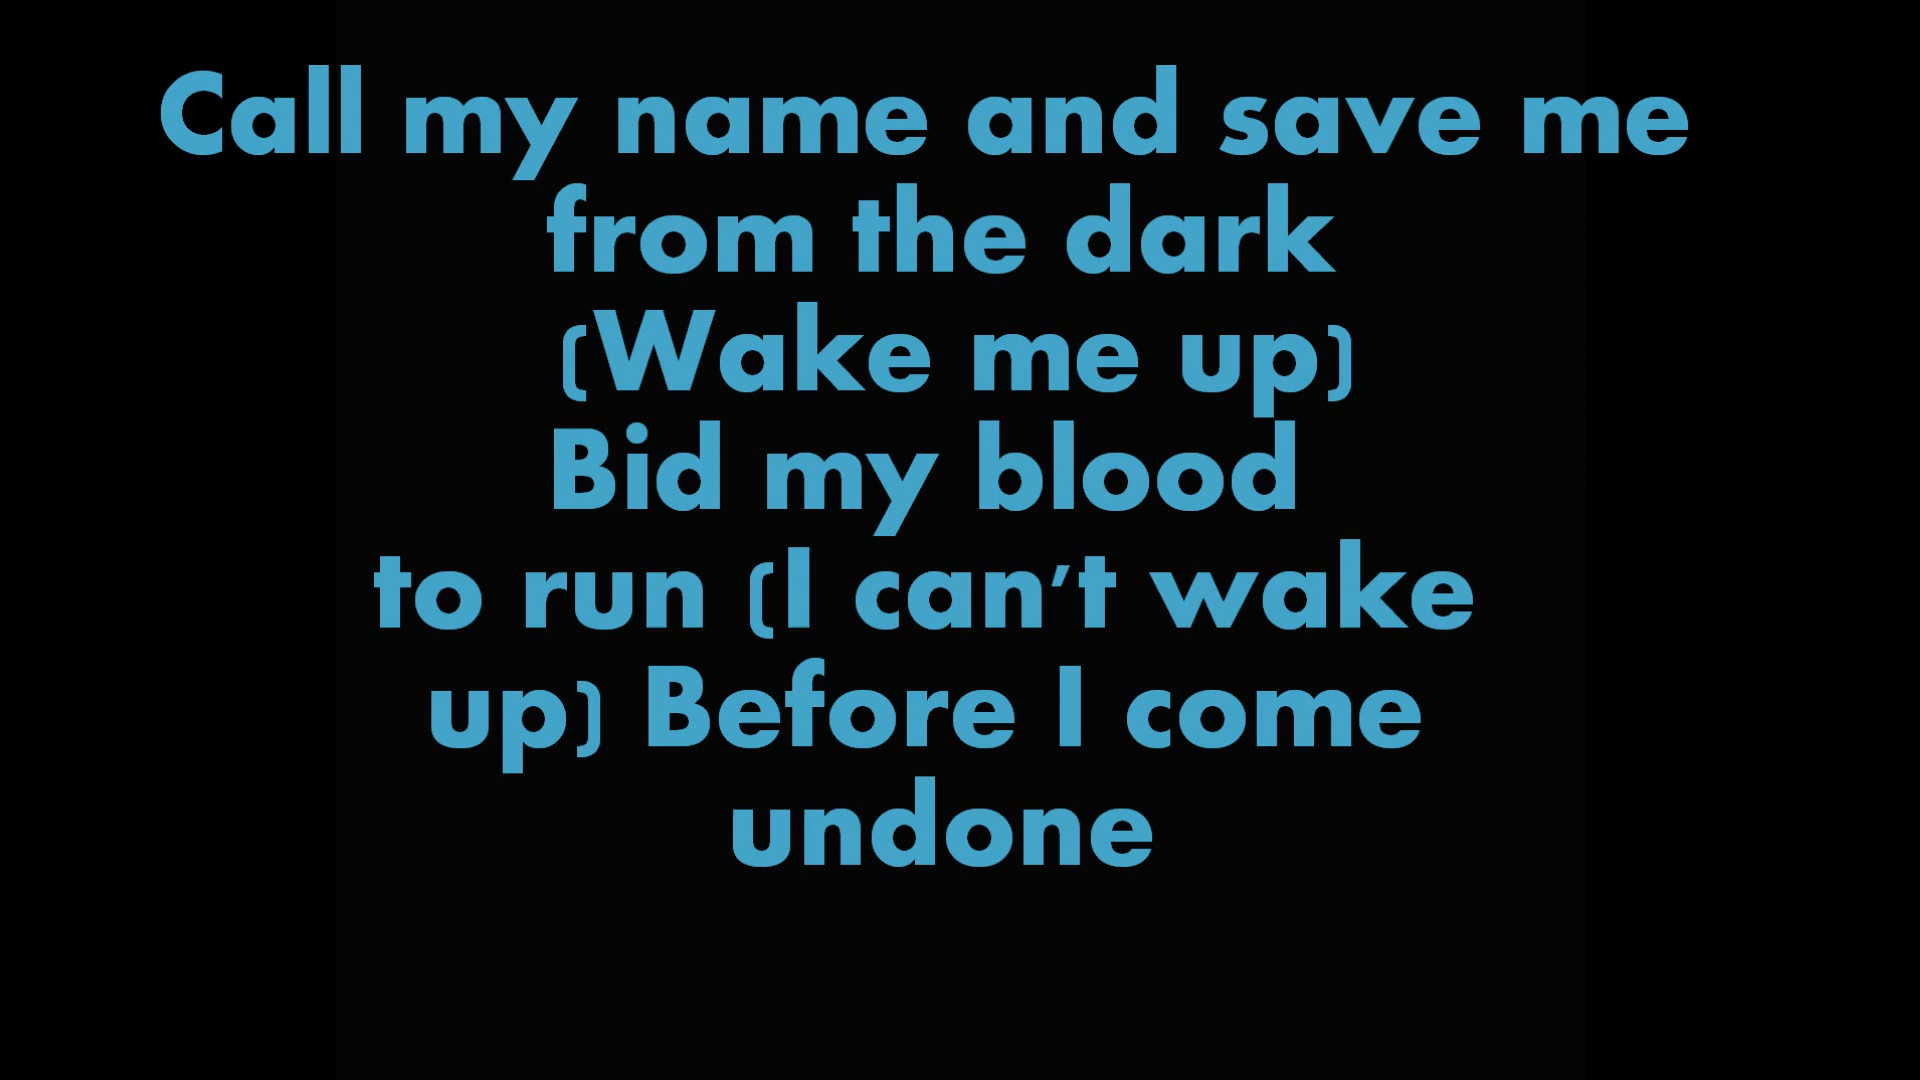 Call my name and save me
from the dark
(Wake me up)
Bid my blood
to run (I can't wake
up) Before I come
undone